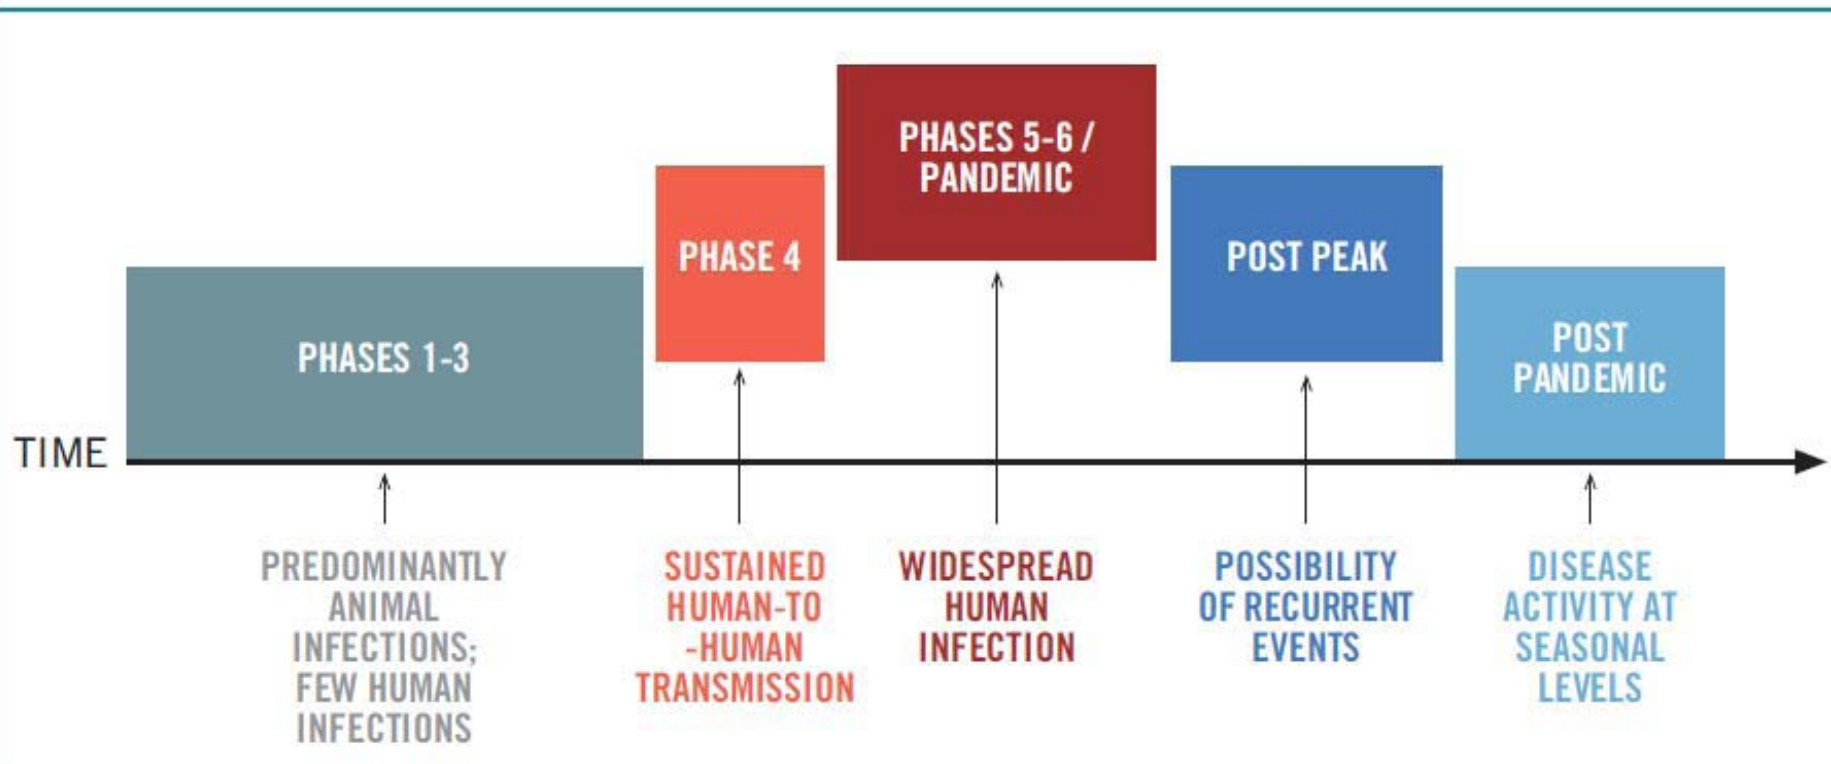 PHASES 5-6 /
PANDEMIC
PHASE 4
POST PEAK
PHASES 1-3
POST
PANDEMIC
TIME
PREDOMINANTLY
ANIMAL
INFECTIONS;
FEW HUMAN
INFECTIONS
SUSTAINED
HUMAN-TO
-HUMAN
TRANSMISSION
WIDESPREAD
HUMAN
INFECTION
POSSIBILITY
OF RECURRENT
EVENTS
DISEASE
ACTIVITY AT
SEASONAL
LEVELS